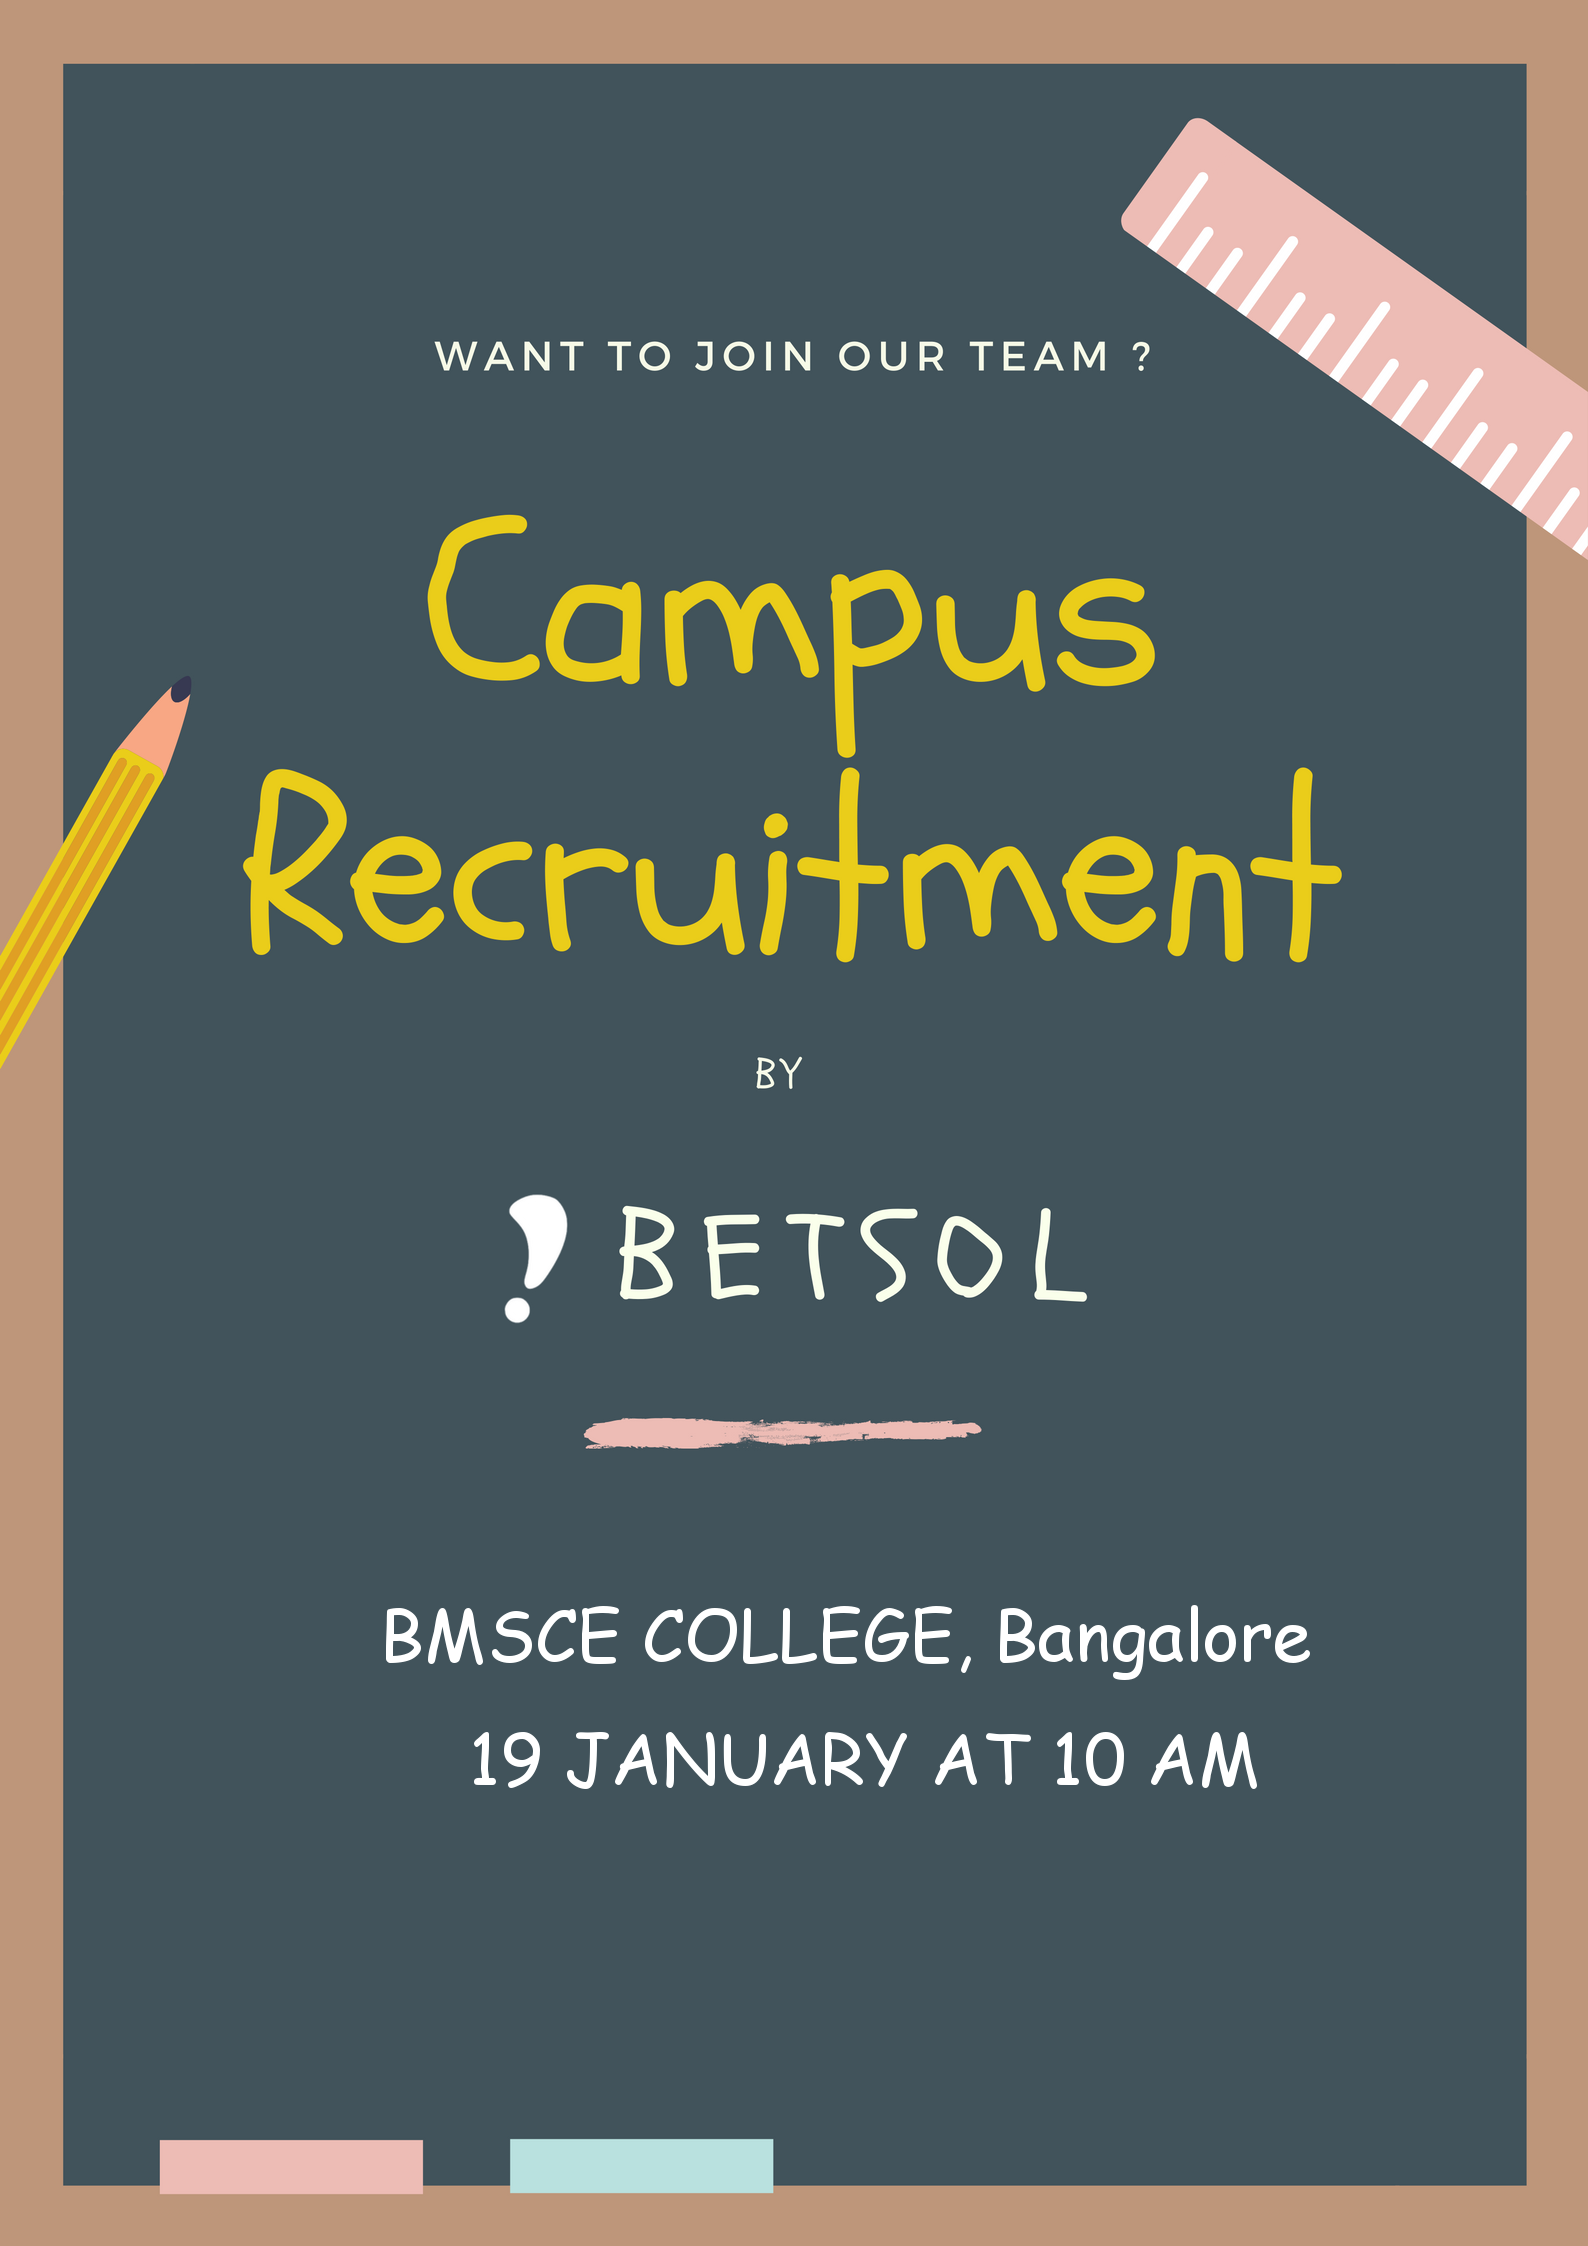 WANT TO JOIN OUR TEAM ?
Campus
Recruitment
BY
BETSOL
BMSCE COLLEGE, Bangalore
19 JANUARY AT 10 AM